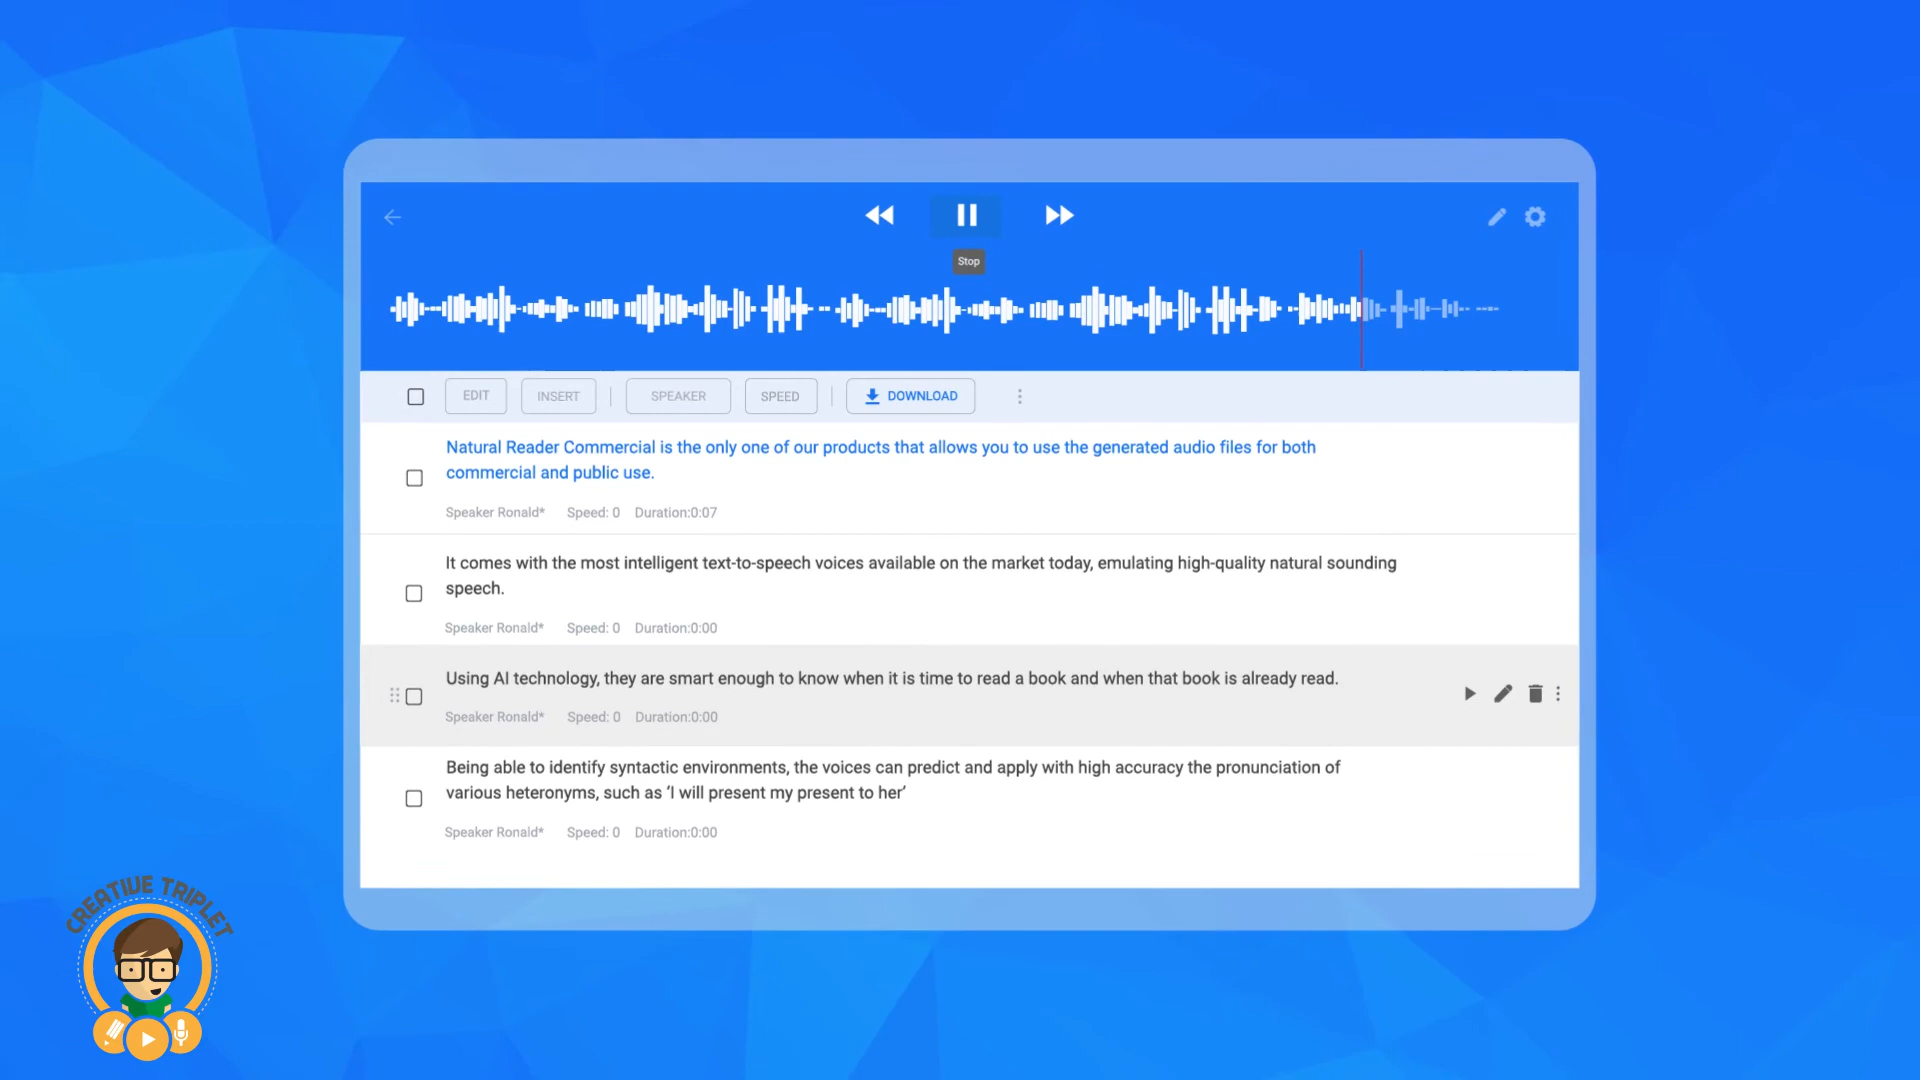 Stop
EDIT INSERT SPEAKER SPEED DOWNLOAD
Natural Reader Commercial is the only one of our products that allows you to use the generated audio files for both
commercial and public use.
Speaker Ronald* Speed: 0 Duration:0:07
It comes with the most intelligent text-to-speech voices available on the market today, emulating high-quality natural sounding
speech.
Speaker Ronald* Speed: 0 Duration:0:00
Using AI technology, they are smart enough to know when it is time to read a book and when that book is already read.
Speaker Ronald* Speed: 0 Duration:0:00
Being able to identify syntactic environments, the voices can predict and apply with high accuracy the pronunciation of
various heteronyms, such as ‘I will present my present to her’
Speaker Ronald* Speed: 0 Duration:0:00
CREATIVE TRIPLET